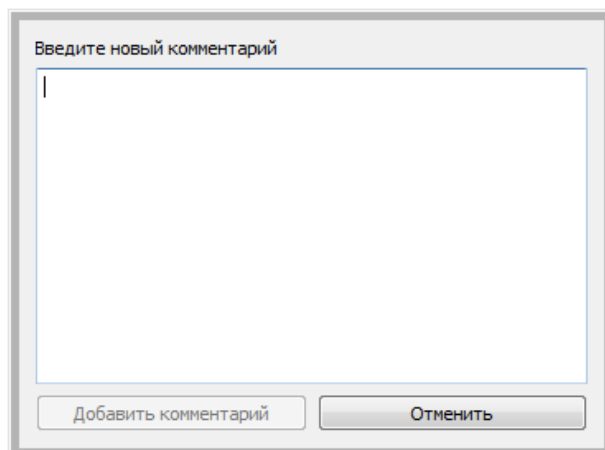 Введите новый комментарий
Добавить комментарий
Отменить